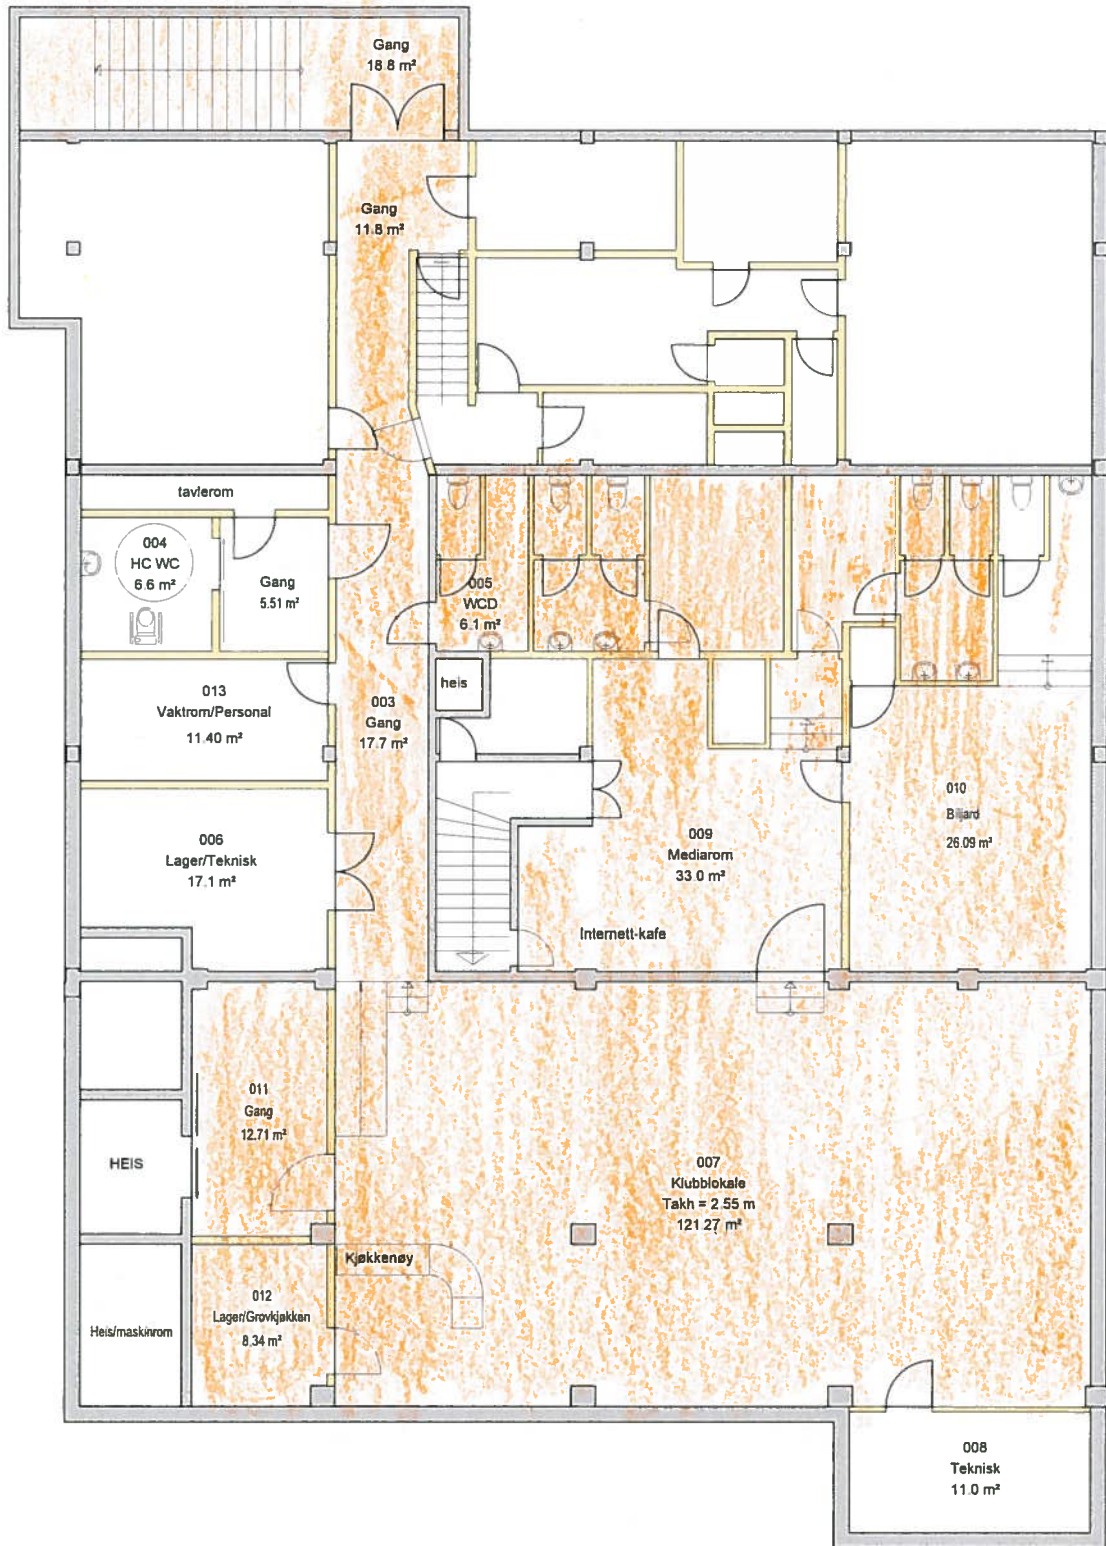 Gang
18.8 m²
Gang
11.8 m²
tavlerom
004
HC WC
6.6 m²
Gang
5.51 m²
005
WCD
6.1 m²
013
Vaktrom/Personal
11.40 m²
003
Gang
17.7 m²
heis
006
Lager/Teknisk
17.1 m²
009
Mediarom
33.0 m²
Internett-kafe
010
Biljard
26.09 m²
011
Gang
12.71 m²
HEIS
007
Klubblokale
Takh = 2.55 m
121.27 m²
Kjøkkenøy
012
Lager/Grovkjøkken
8,34 m²
Heis/maskinrom
008
Teknisk
11.0 m²